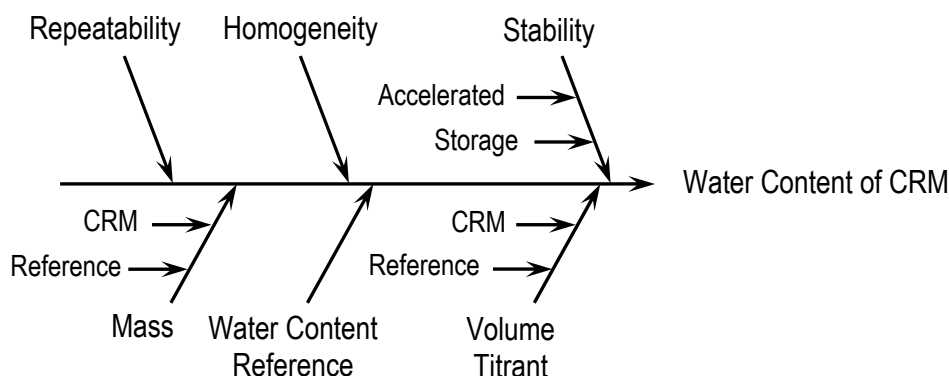 Repeatability
Homogeneity
Stability
Accelerated
Storage
Water Content of CRM
CRM
Reference
Mass
Water Content
Reference
CRM
Reference
Volume
Titrant